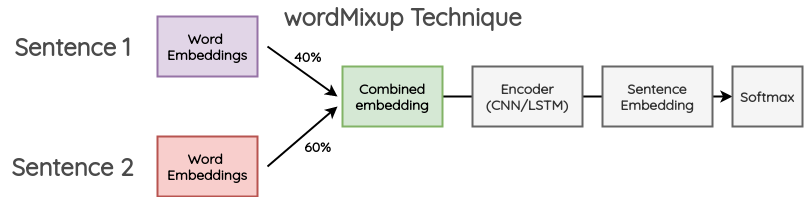 wordMixup Technique
Sentence 1
Word
Embeddings
40%
Combined
embedding
Encoder
(CNN/LSTM)
Sentence
Embedding
Softmax
60%
Sentence 2
Word
Embeddings